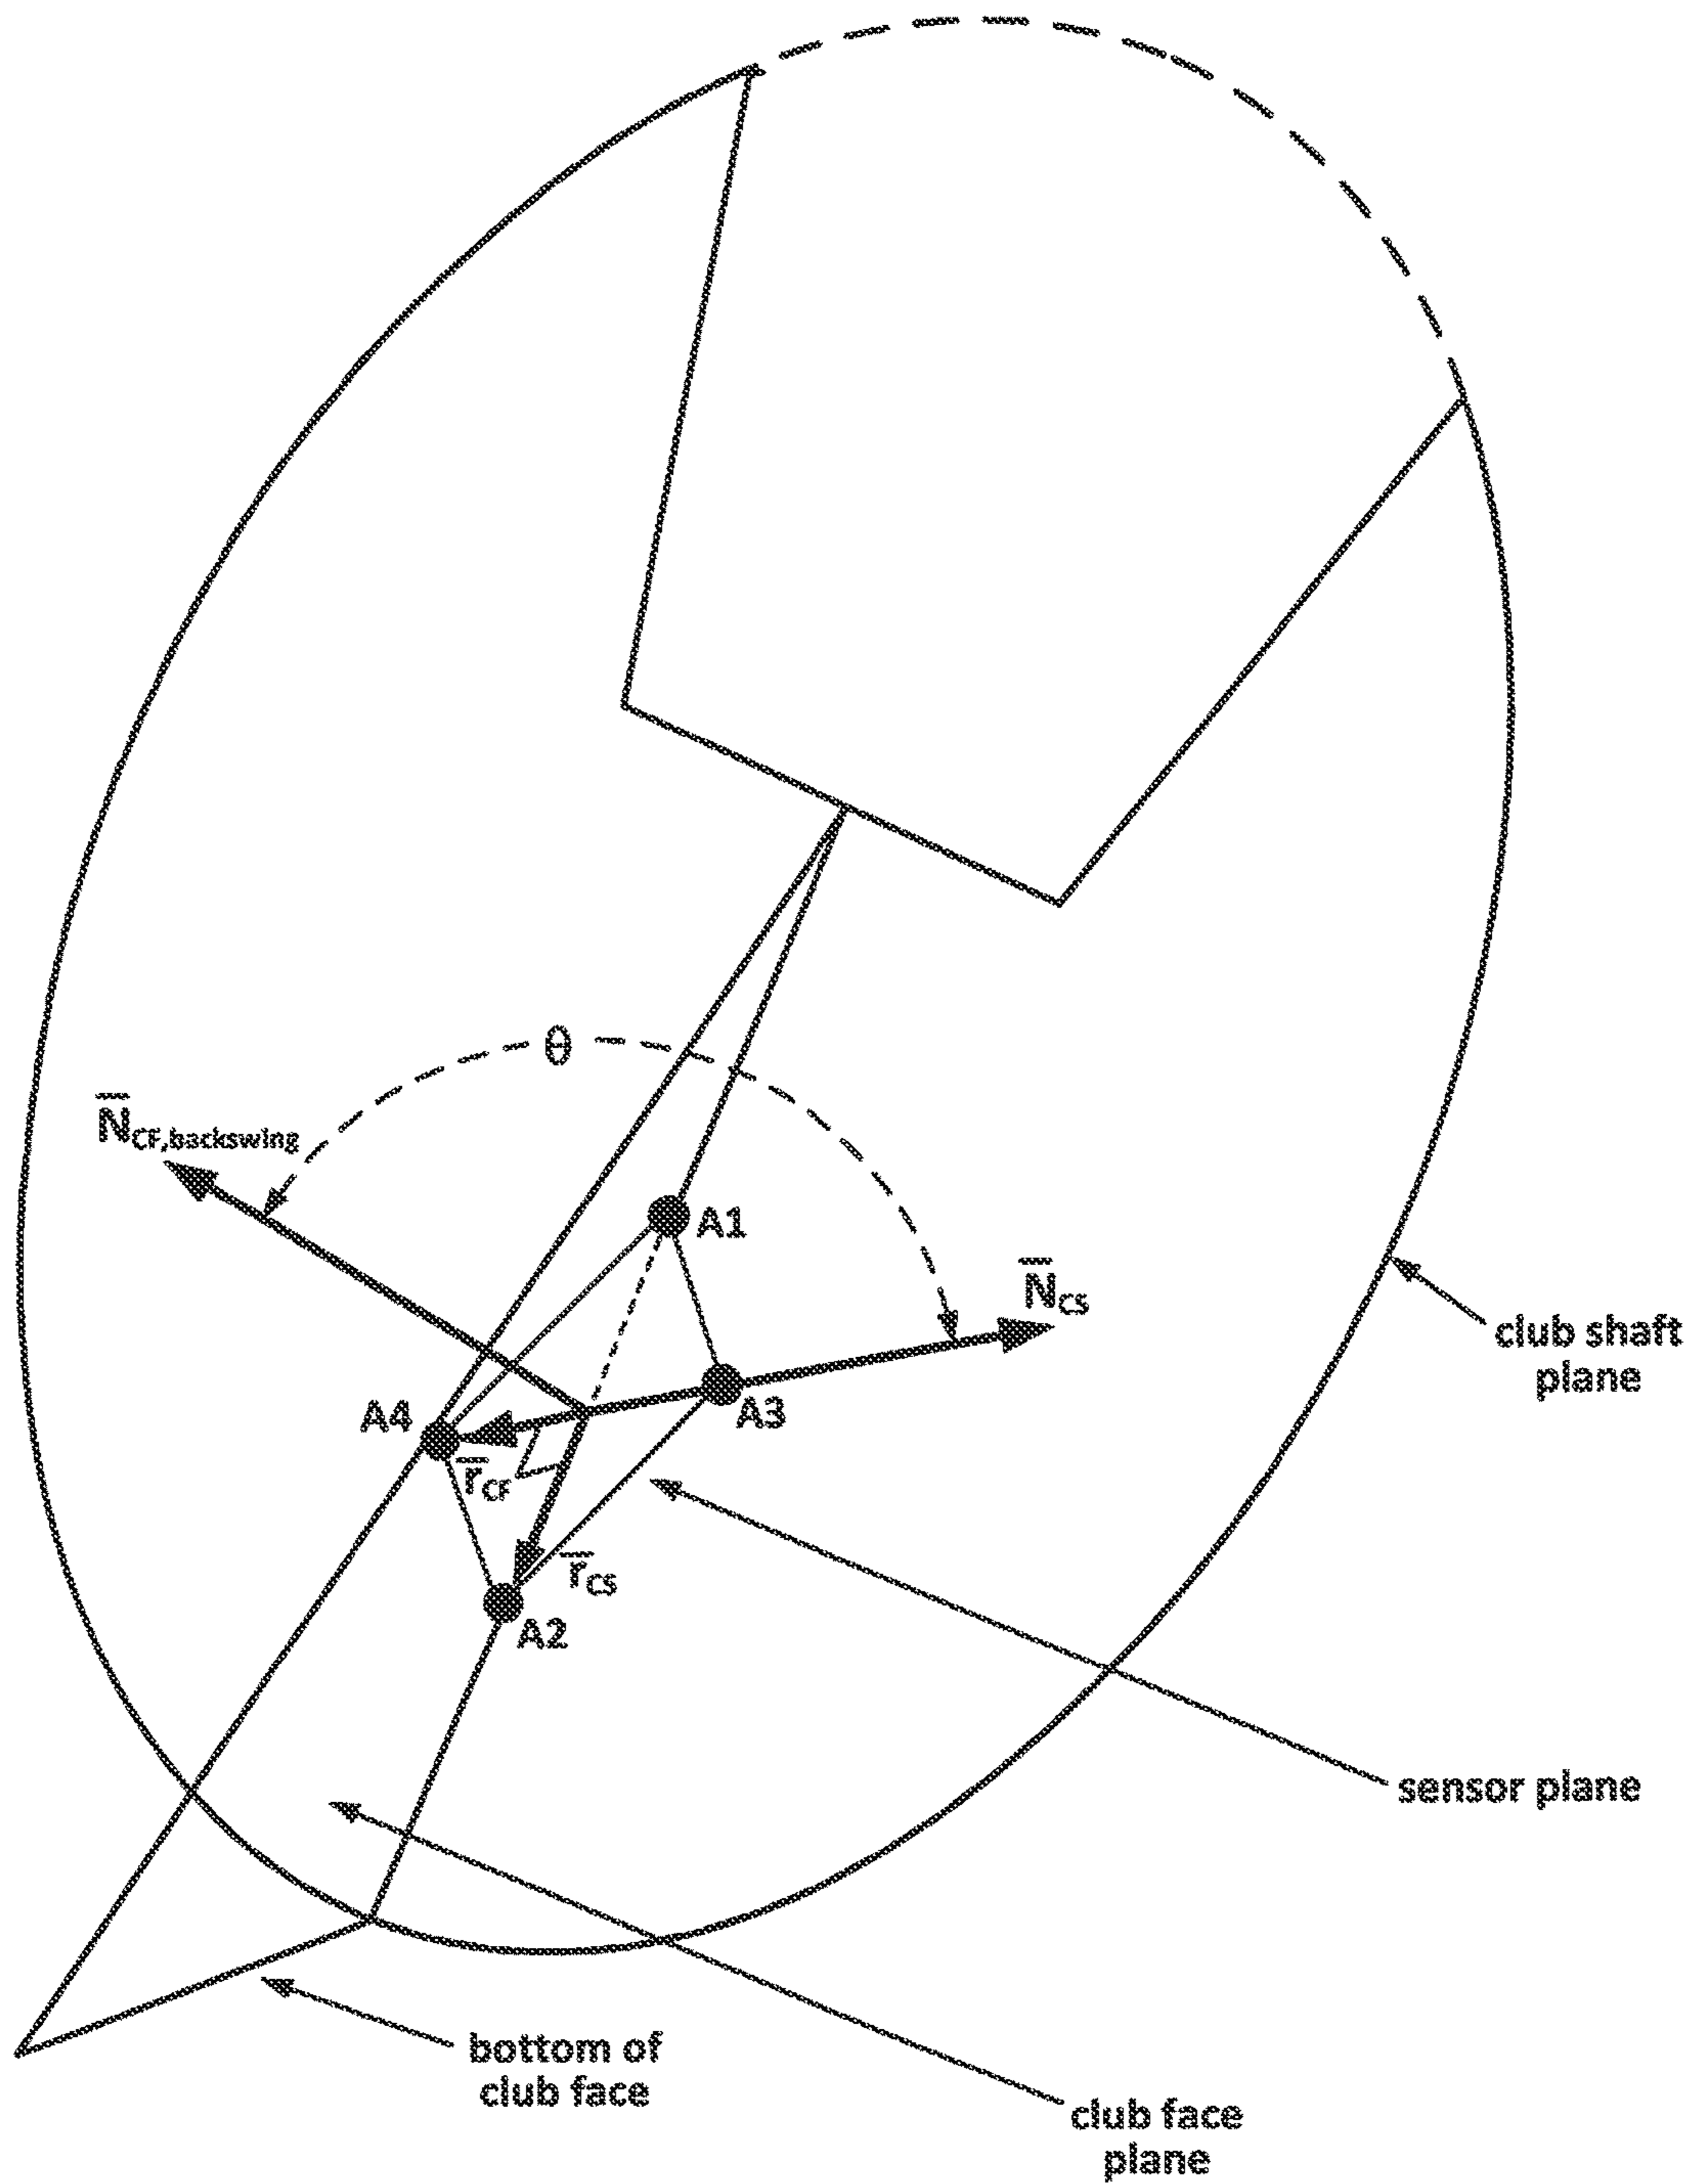 θ
N̅CF,backswing
A1
N̅CS
club shaft
plane
A4
A3
r̅CF
r̅CS
A2
sensor plane
bottom of
club face
club face
plane